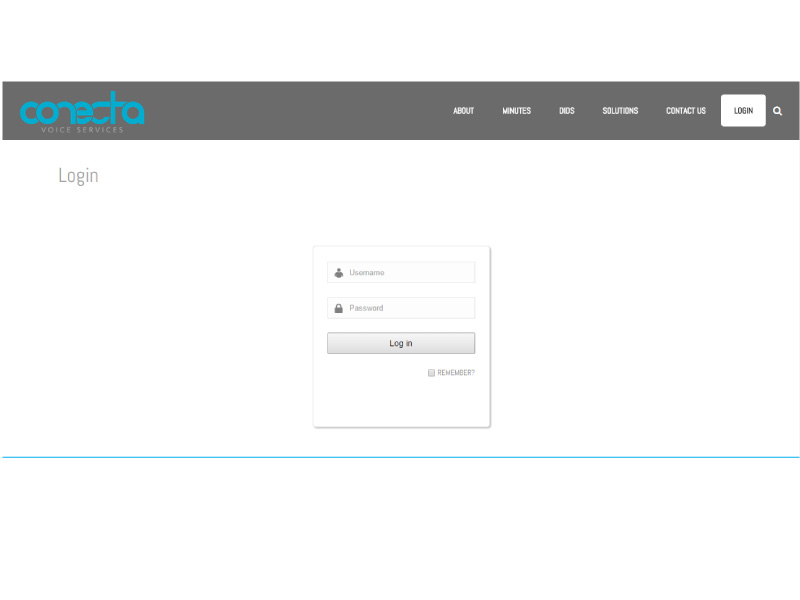 conecta
VOICE SERVICES
ABOUT MINUTES DIDS SOLUTIONS CONTACT US LOGIN
Login
Username
Password
Log in
REMEMBER?